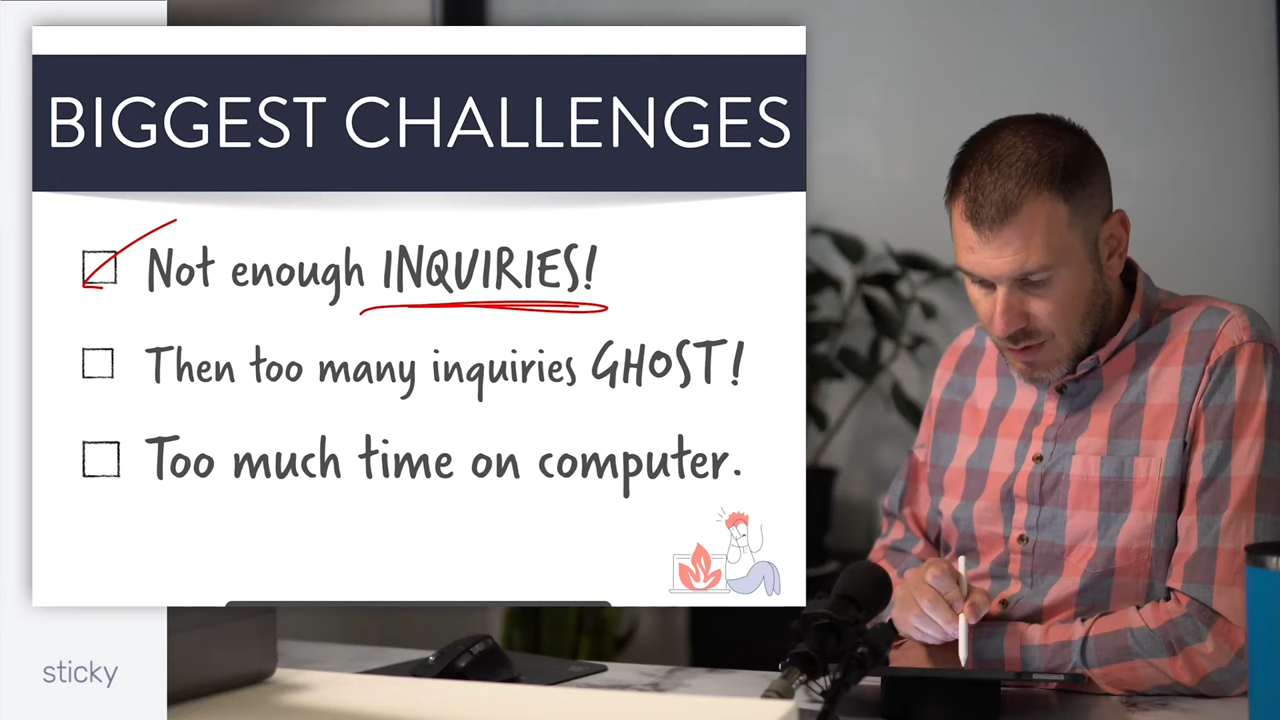 BIGGEST CHALLENGES
Not enough INQUIRIES!
Then too many inquiries GHOST!
Too much time on computer.
sticky